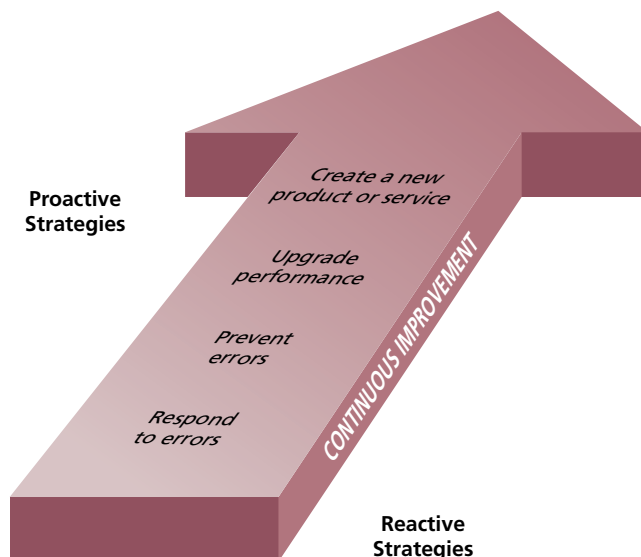 Create a new
product or service
Proactive
Strategies
Upgrade
performance
Prevent
errors
CONTINUOUS IMPROVEMENT
Respond
to errors
Reactive
Strategies